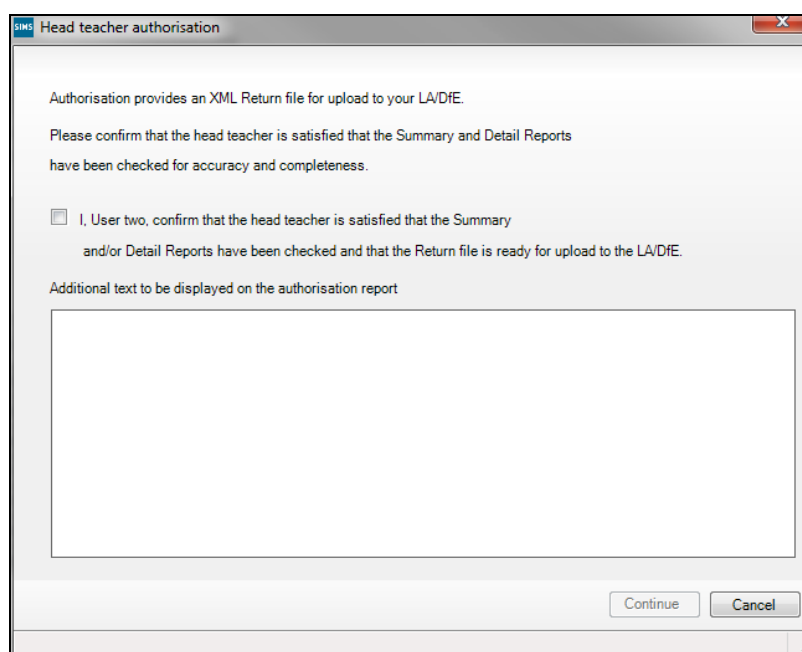 SIMS Head teacher authorisation
Authorisation provides an XML Return file for upload to your LA/DfE.
Please confirm that the head teacher is satisfied that the Summary and Detail Reports
have been checked for accuracy and completeness.
I, User two, confirm that the head teacher is satisfied that the Summary
and/or Detail Reports have been checked and that the Return file is ready for upload to the LA/DfE.
Additional text to be displayed on the authorisation report
Continue Cancel